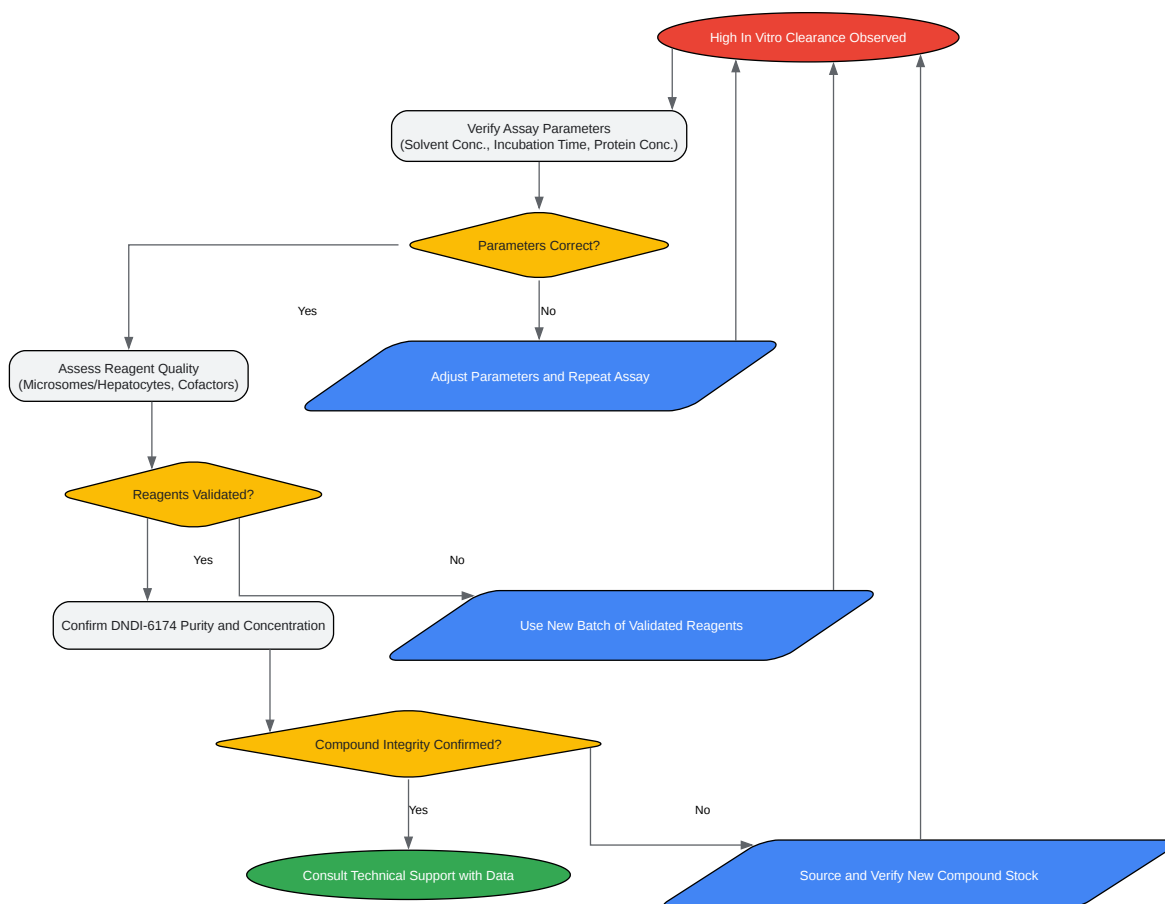 High In Vitro Clearance Observed
Verify Assay Parameters
(Solvent Conc., Incubation Time, Protein Conc.)
Parameters Correct?
Yes
No
Assess Reagent Quality
(Microsomes/Hepatocytes, Cofactors)
Adjust Parameters and Repeat Assay
Reagents Validated?
Yes
No
Confirm DNDI-6174 Purity and Concentration
Use New Batch of Validated Reagents
Compound Integrity Confirmed?
Yes
No
Consult Technical Support with Data
Source and Verify New Compound Stock